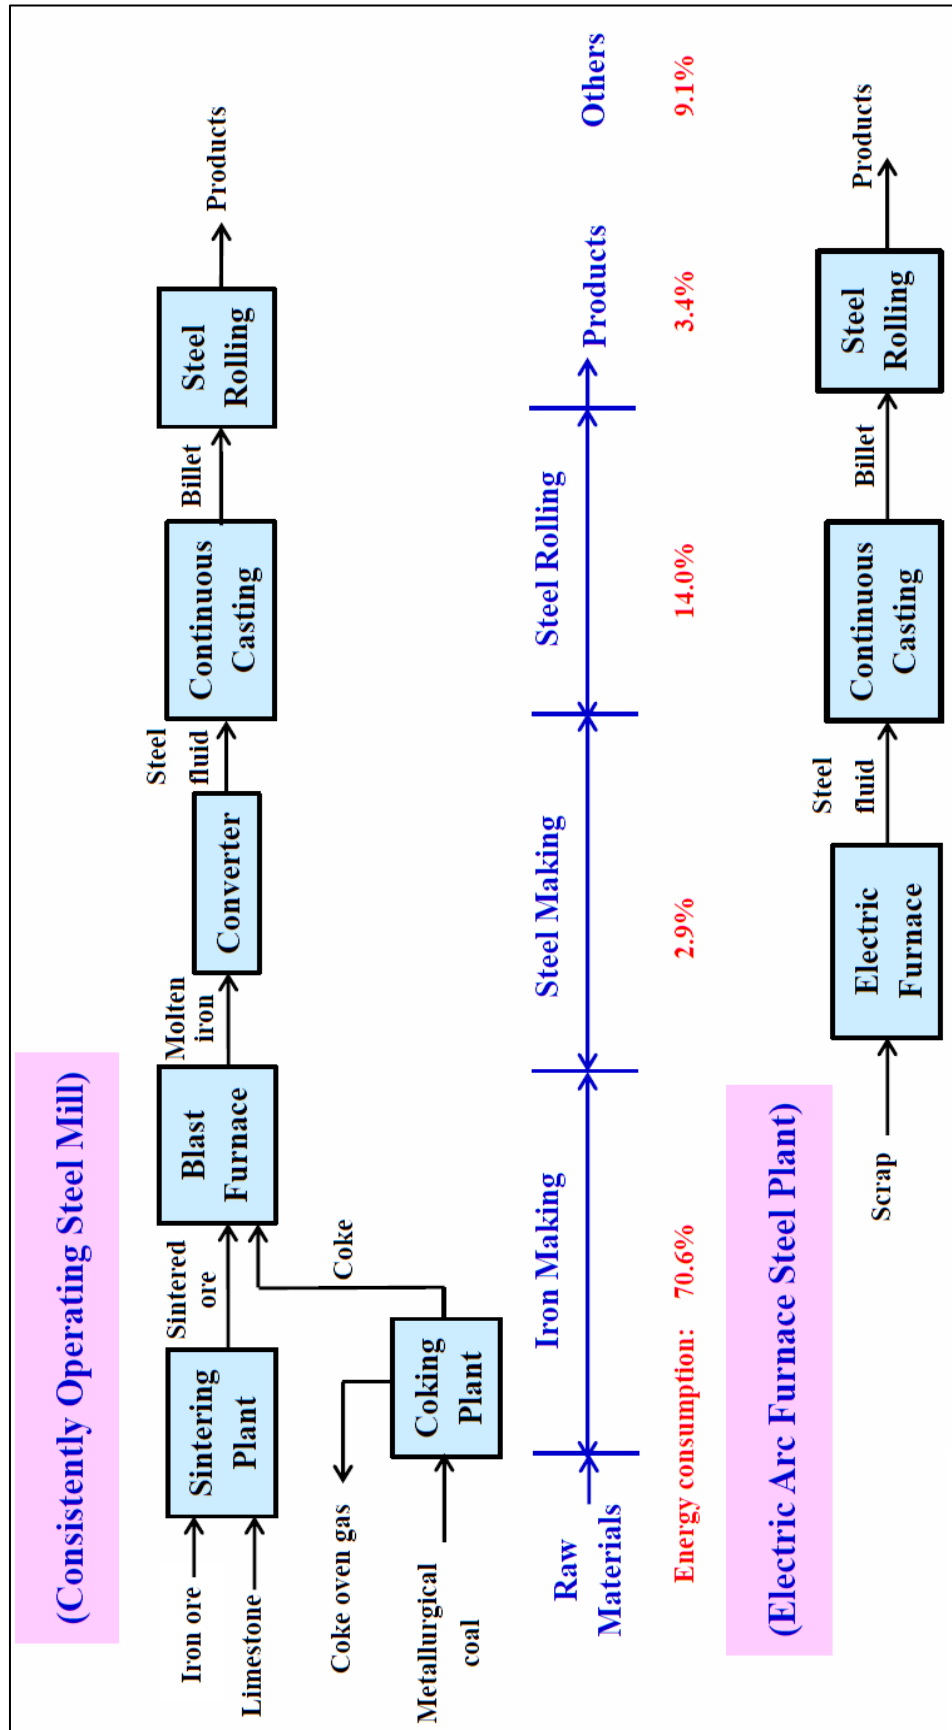 (Consistently Operating Steel Mill)
Iron ore
Limestone
Sintering
Plant
Sintered
ore
Blast
Furnace
Molten
iron
Converter
Steel
fluid
Continuous
Casting
Billet
Steel
Rolling
Products
Coke oven gas
Metallurgical
coal
Coking
Plant
Coke
Raw
Materials
Iron Making
Steel Making
Steel Rolling
Products
Others
Energy consumption: 70.6%
2.9%
14.0%
3.4%
9.1%
(Electric Arc Furnace Steel Plant)
Scrap
Electric
Furnace
Steel
fluid
Continuous
Casting
Billet
Steel
Rolling
Products